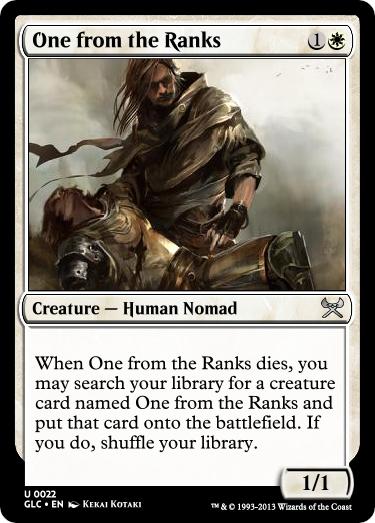 One from the Ranks 1
Creature — Human Nomad
When One from the Ranks dies, you
may search your library for a creature
card named One from the Ranks and
put that card onto the battlefield. If
you do, shuffle your library.
1/1
U 0022
GLC • EN Kekai Kotaki
™ & © 1993-2013 Wizards of the Coast